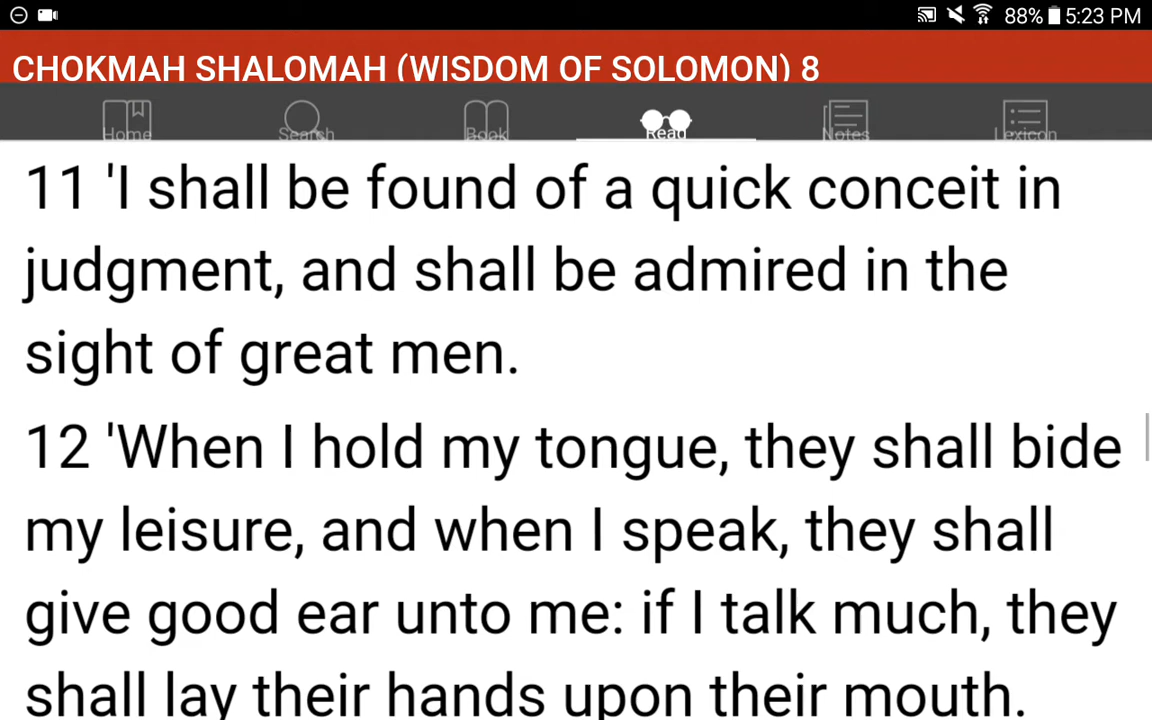 88% 5:23 PM
CHOKMAH SHALOMAH (WISDOM OF SOLOMON) 8
Home Search Book Read Notes Lexicon
11 'I shall be found of a quick conceit in
judgment, and shall be admired in the
sight of great men.
12 'When I hold my tongue, they shall bide
my leisure, and when I speak, they shall
give good ear unto me: if I talk much, they
shall lay their hands upon their mouth.